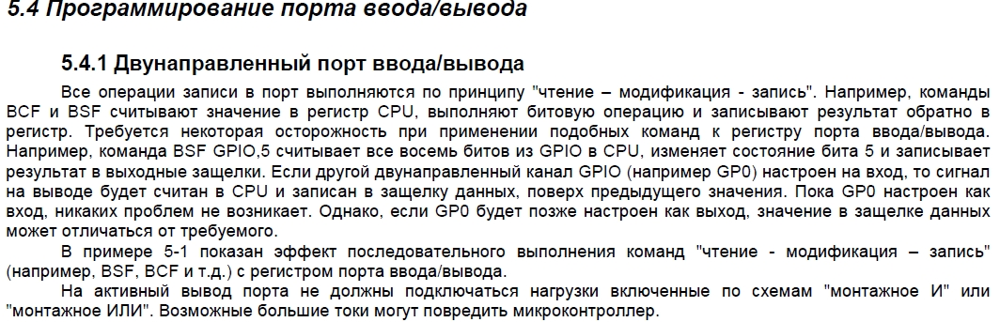 5.4 Программирование порта ввода/вывода
5.4.1 Двунаправленный порт ввода/вывода
Все операции записи в порт выполняются по принципу "чтение – модификация - запись". Например, команды
BCF и BSF считывают значение в регистр CPU, выполняют битовую операцию и записывают результат обратно в
регистр. Требуется некоторая осторожность при применении подобных команд к регистру порта ввода/вывода.
Например, команда BSF GPIO,5 считывает все восемь битов из GPIO в CPU, изменяет состояние бита 5 и записывает
результат в выходные защелки. Если другой двунаправленный канал GPIO (например GP0) настроен на вход, то сигнал
на выводе будет считан в CPU и записан в защелку данных, поверх предыдущего значения. Пока GP0 настроен как
вход, никаких проблем не возникает. Однако, если GP0 будет позже настроен как выход, значение в защелке данных
может отличаться от требуемого.
В примере 5-1 показан эффект последовательного выполнения команд "чтение - модификация – запись"
(например, BSF, BCF и т.д.) с регистром порта ввода/вывода.
На активный вывод порта не должны подключаться нагрузки включенные по схемам "монтажное И" или
"монтажное ИЛИ". Возможные большие токи могут повредить микроконтроллер.